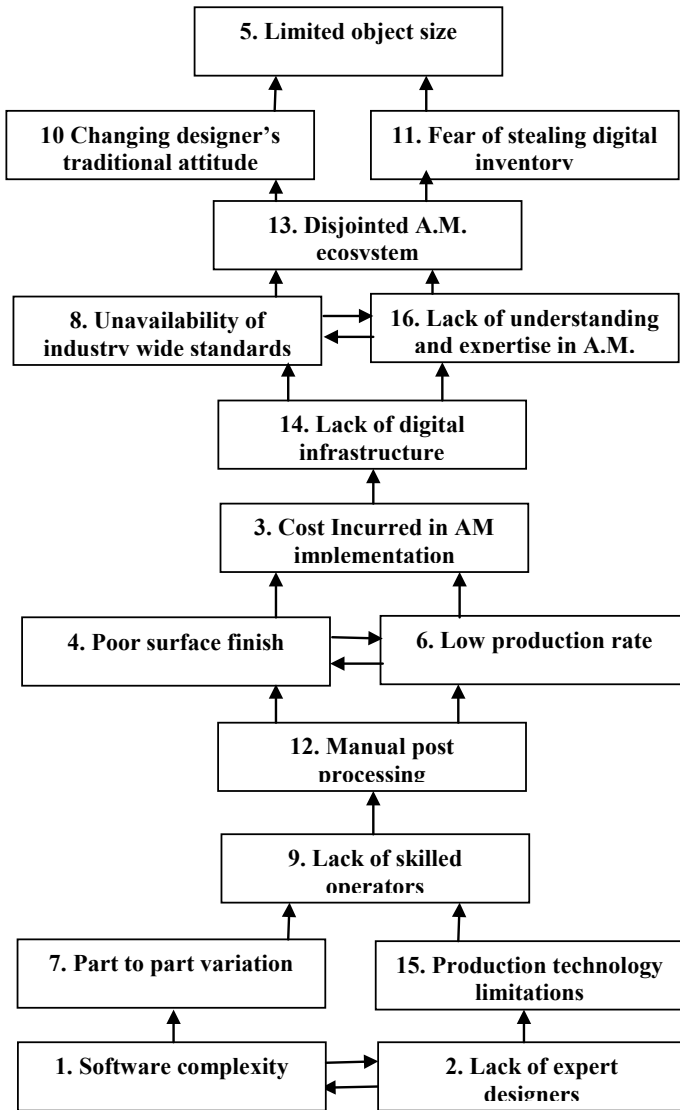 5. Limited object size
10 Changing designer's
traditional attitude
11. Fear of stealing digital
inventory
13. Disjointed A.M.
ecosystem
8. Unavailability of
industry wide standards
16. Lack of understanding
and expertise in A.M.
14. Lack of digital
infrastructure
3. Cost Incurred in AM
implementation
4. Poor surface finish
6. Low production rate
12. Manual post
processing
9. Lack of skilled
operators
7. Part to part variation
15. Production technology
limitations
1. Software complexity
2. Lack of expert
designers